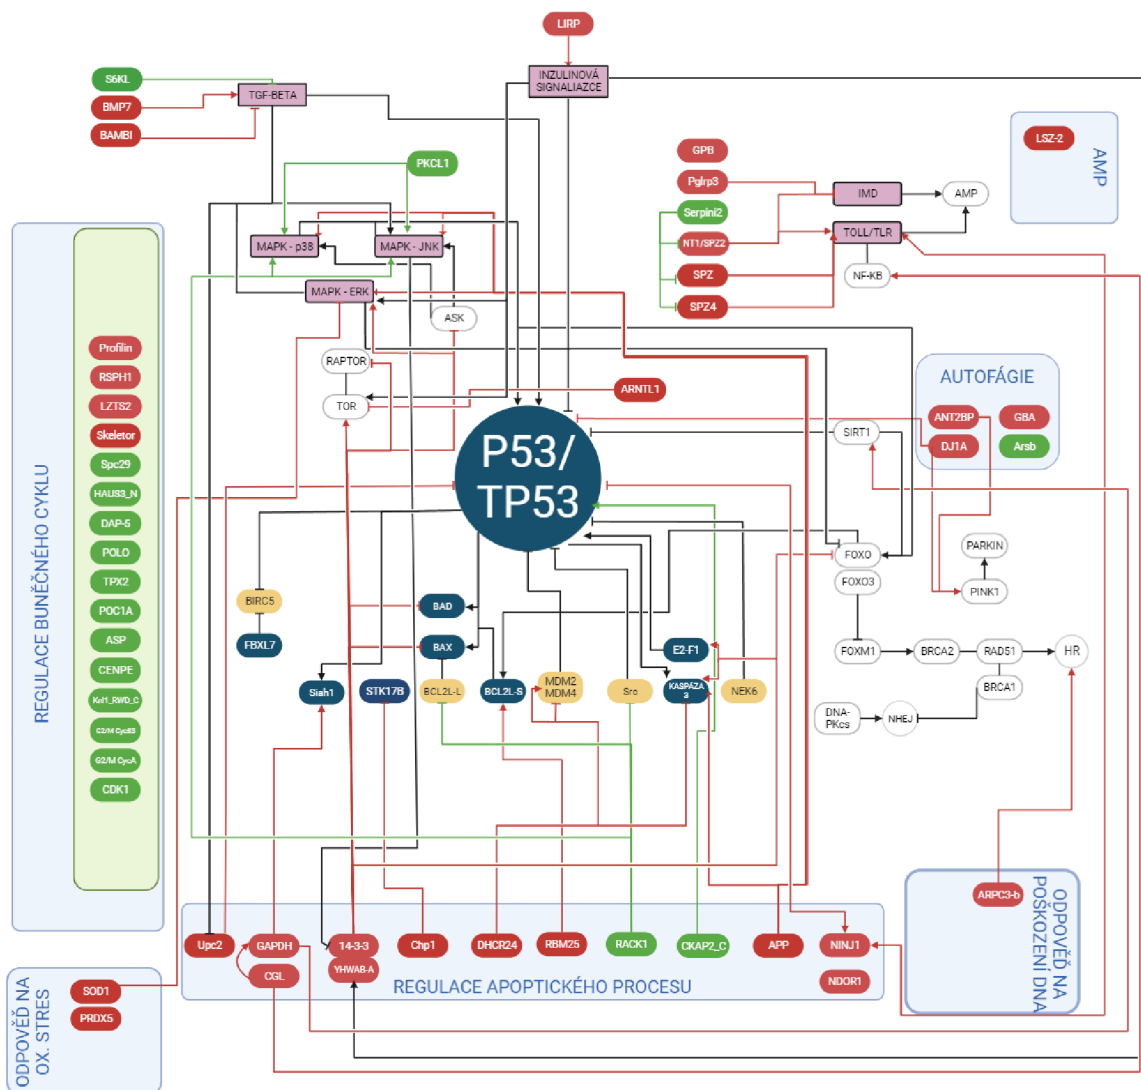 LIRP
S6KL
BMP7
BAMBI
TGF-BETA
INZULINOVÁ
SIGNALIAZCE
PKCL1
MAPK - p38
MAPK - JNK
MAPK - ERK
ASK
RAPTOR
TOR
ARNTL1
GPB
Pglrp3
Serpini2
NT1/SPZ2
SPZ
SPZ4
IMD
TOLL/TLR
NF-KB
AMP
LSZ-2
AMP
REGULACE BUNĚČNÉHO CYKLU
Profilin
RSPH1
LZTS2
Skeletor
Spc29
HAUS3_N
DAP-5
POLO
TPX2
POC1A
ASP
CENPE
Kel1_RWD_C
G2/M CycB3
G2/M CycA
CDK1
P53/
TP53
AUTOFÁGIE
ANT2BP
GBA
DJ1A
Arsb
SIRT1
FOXO
FOXO3
PARKIN
PINK1
FOXM1
BRCA2
RAD51
BRCA1
HR
DNA-
PKcs
NHEJ
BIRC5
FBXL7
BAD
BAX
Siah1
STK17B
BCL2L-L
BCL2L-S
MDM2
MDM4
Src
E2-F1
KASPÁZA
3
NEK6
ARPC3-b
ODPOVĚĎ NA
POŠKOZENÍ DNA
Upc2
GAPDH
CGL
14-3-3
YHWAB-A
Chp1
DHCR24
RBM25
RACK1
CKAP2_C
APP
NINJ1
NDOR1
REGULACE APOPTICKÉHO PROCESU
ODPOVĚĎ NA
OX. STRES
SOD1
PRDX5